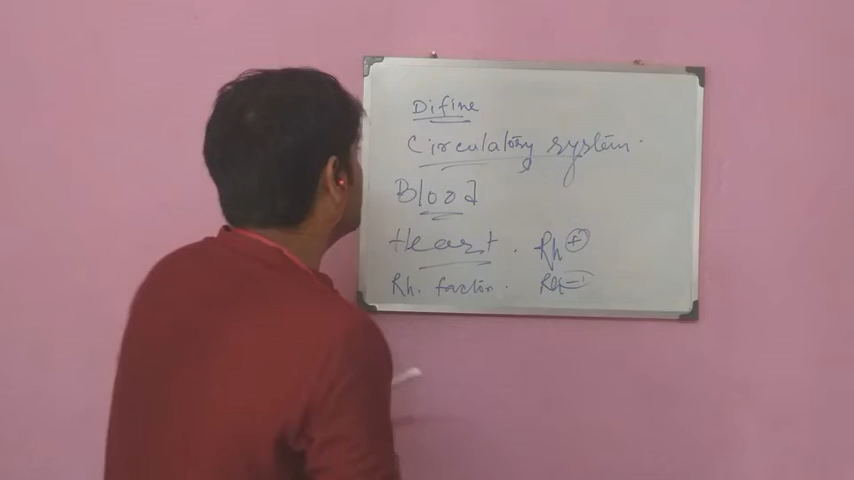 Difine
Circulatory system.
Blood
Heart. Rh +
Rh. factor. Rh -